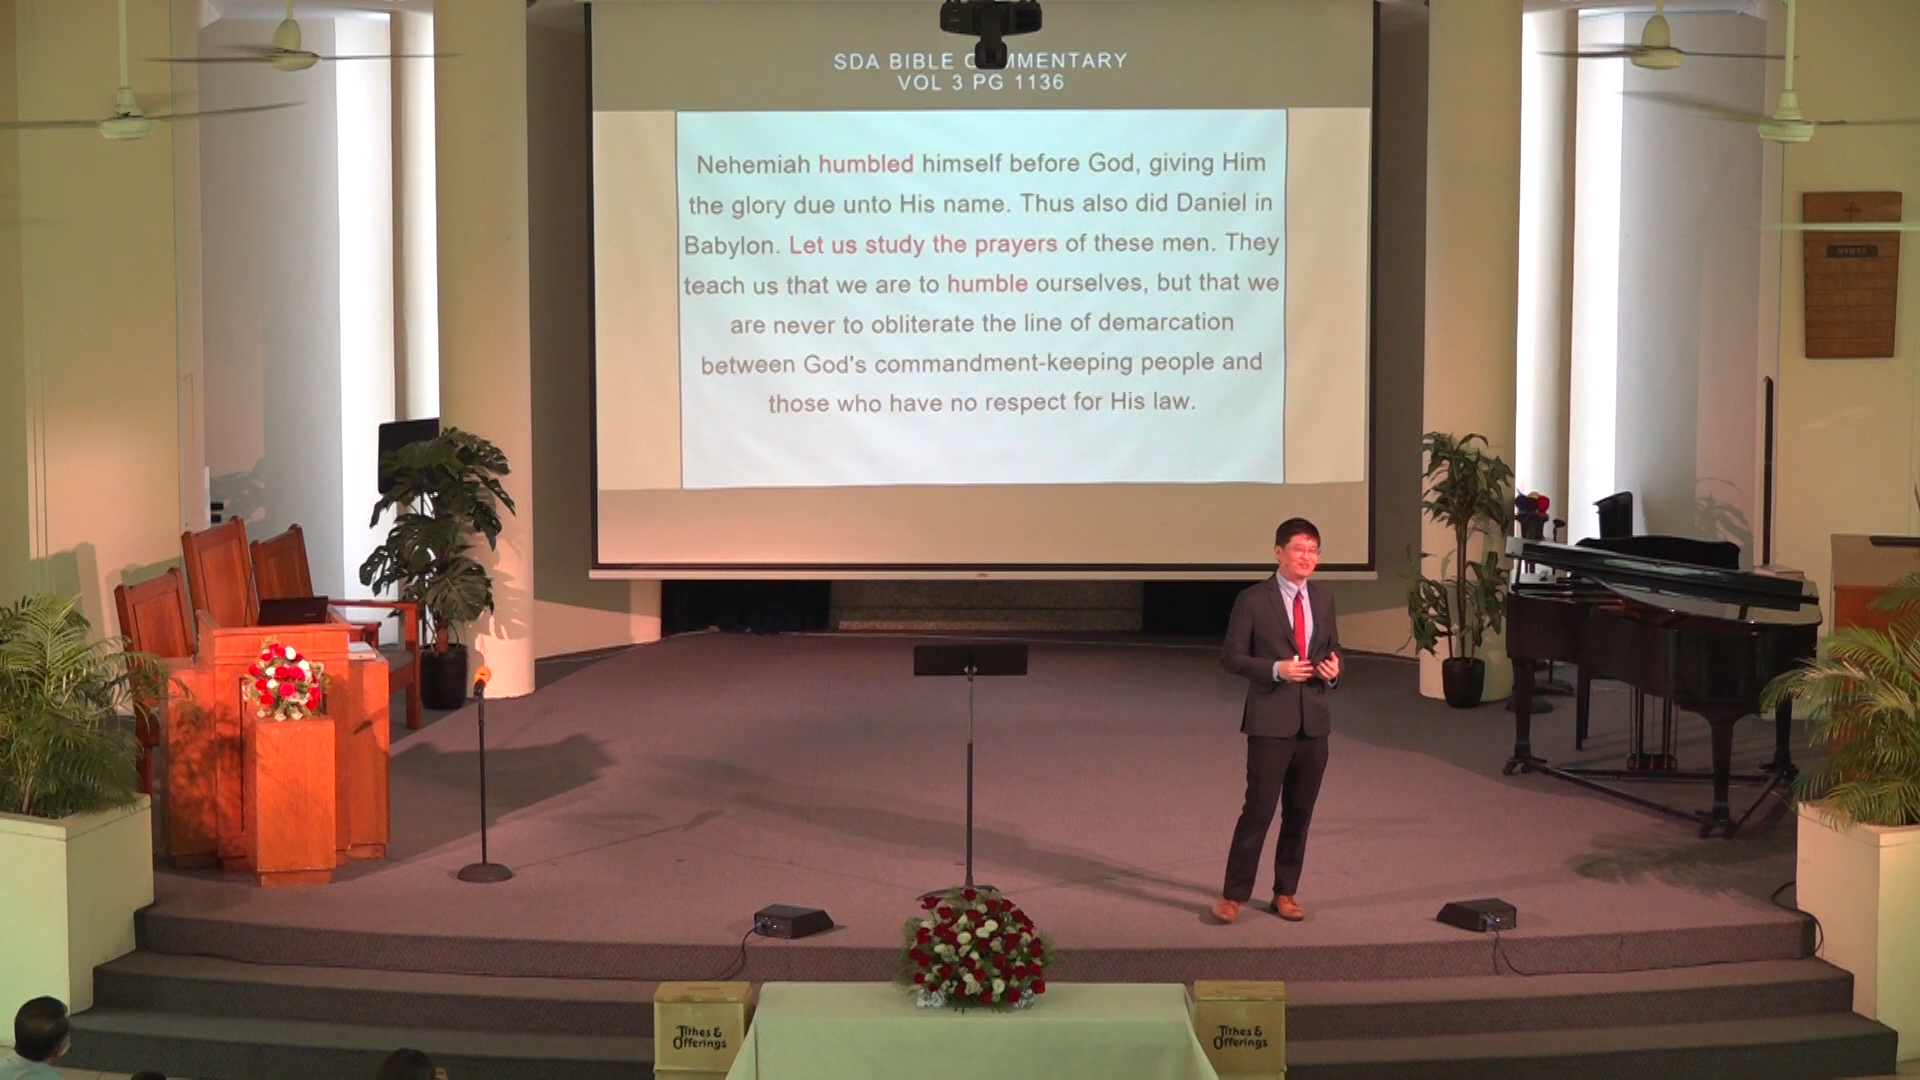 SDA BIBLE COMMENTARY
VOL 3 PG 1136
Nehemiah humbled himself before God, giving Him
the glory due unto His name. Thus also did Daniel in
Babylon. Let us study the prayers of these men. They
teach us that we are to humble ourselves, but that we
are never to obliterate the line of demarcation
between God's commandment-keeping people and
those who have no respect for His law.
HYMNS
Tithes &
Offerings
Tithes &
Offerings